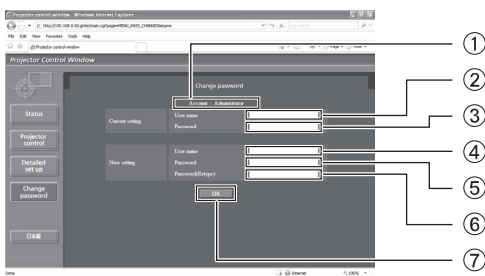 Projector control window - Windows Internet Explorer
File Edit View Favorites Tools Help
Projector control window
Projector Control Window
Change password
Account Administrator
①
Status
Projector control
Detailed set up
Change password
日本語
Current setting
User name
②
Password
③
New setting
User name
④
Password
⑤
Password(Retype)
⑥
OK
⑦
Done
Internet
100%